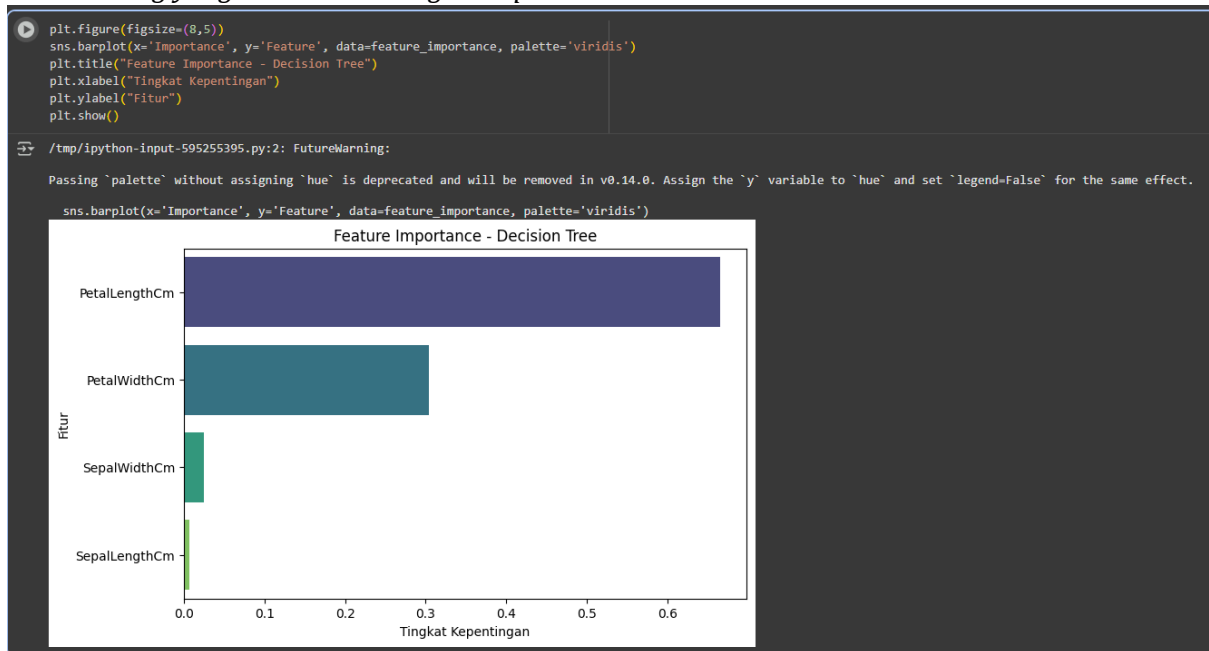 plt.figure(figsize=(8,5))
sns.barplot(x='Importance', y='Feature', data=feature_importance, palette='viridis')
plt.title("Feature Importance - Decision Tree")
plt.xlabel("Tingkat Kepentingan")
plt.ylabel("Fitur")
plt.show()
/tmp/ipython-input-595255395.py:2: FutureWarning:
Passing `palette` without assigning `hue` is deprecated and will be removed in v0.14.0. Assign the `y` variable to `hue` and set `legend=False` for the same effect.
sns.barplot(x='Importance', y='Feature', data=feature_importance, palette='viridis')
Feature Importance - Decision Tree
PetalLengthCm
PetalWidthCm
Fitur
SepalWidthCm
SepalLengthCm
0.0 0.1 0.2 0.3 0.4 0.5 0.6
Tingkat Kepentingan